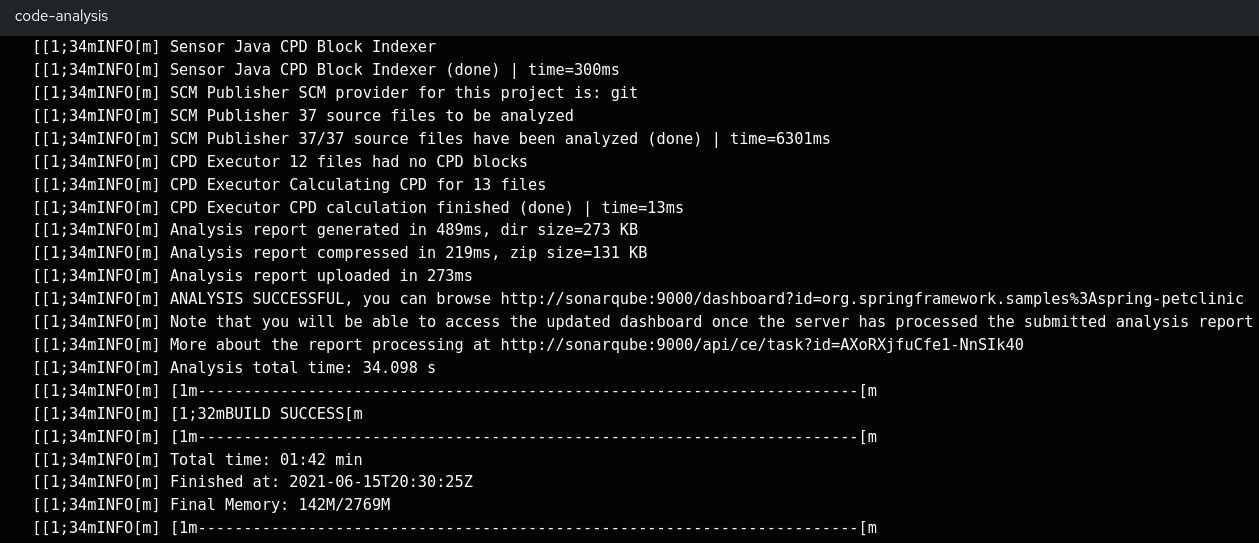 code-analysis
[[1;34mINFO[m] Sensor Java CPD Block Indexer
[[1;34mINFO[m] Sensor Java CPD Block Indexer (done) | time=300ms
[[1;34mINFO[m] SCM Publisher SCM provider for this project is: git
[[1;34mINFO[m] SCM Publisher 37 source files to be analyzed
[[1;34mINFO[m] SCM Publisher 37/37 source files have been analyzed (done) | time=6301ms
[[1;34mINFO[m] CPD Executor 12 files had no CPD blocks
[[1;34mINFO[m] CPD Executor Calculating CPD for 13 files
[[1;34mINFO[m] CPD Executor CPD calculation finished (done) | time=13ms
[[1;34mINFO[m] Analysis report generated in 489ms, dir size=273 KB
[[1;34mINFO[m] Analysis report compressed in 219ms, zip size=131 KB
[[1;34mINFO[m] Analysis report uploaded in 273ms
[[1;34mINFO[m] ANALYSIS SUCCESSFUL, you can browse http://sonarqube:9000/dashboard?id=org.springframework.samples%3Aspring-petclinic
[[1;34mINFO[m] Note that you will be able to access the updated dashboard once the server has processed the submitted analysis report
[[1;34mINFO[m] More about the report processing at http://sonarqube:9000/api/ce/task?id=AXoRXjfuCfe1-NnSIk40
[[1;34mINFO[m] Analysis total time: 34.098 s
[[1;34mINFO[m] [1m------------------------------------------------------------------------[m
[[1;34mINFO[m] [1;32mBUILD SUCCESS[m
[[1;34mINFO[m] [1m------------------------------------------------------------------------[m
[[1;34mINFO[m] Total time: 01:42 min
[[1;34mINFO[m] Finished at: 2021-06-15T20:30:25Z
[[1;34mINFO[m] Final Memory: 142M/2769M
[[1;34mINFO[m] [1m------------------------------------------------------------------------[m